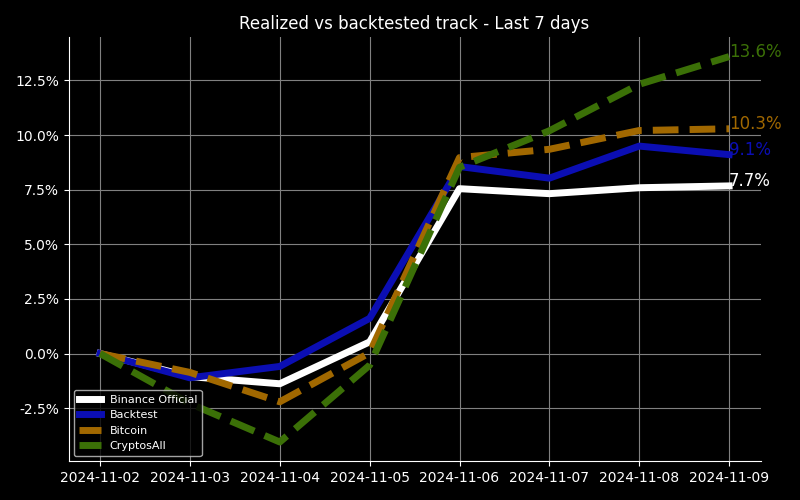 Realized vs backtested track - Last 7 days
13.6%
12.5%
10.3%
10.0%
9.1%
7.7%
7.5%
5.0%
2.5%
0.0%
-2.5%
Binance Official
Backtest
Bitcoin
CryptosAll
2024-11-02 2024-11-03 2024-11-04 2024-11-05 2024-11-06 2024-11-07 2024-11-08 2024-11-09